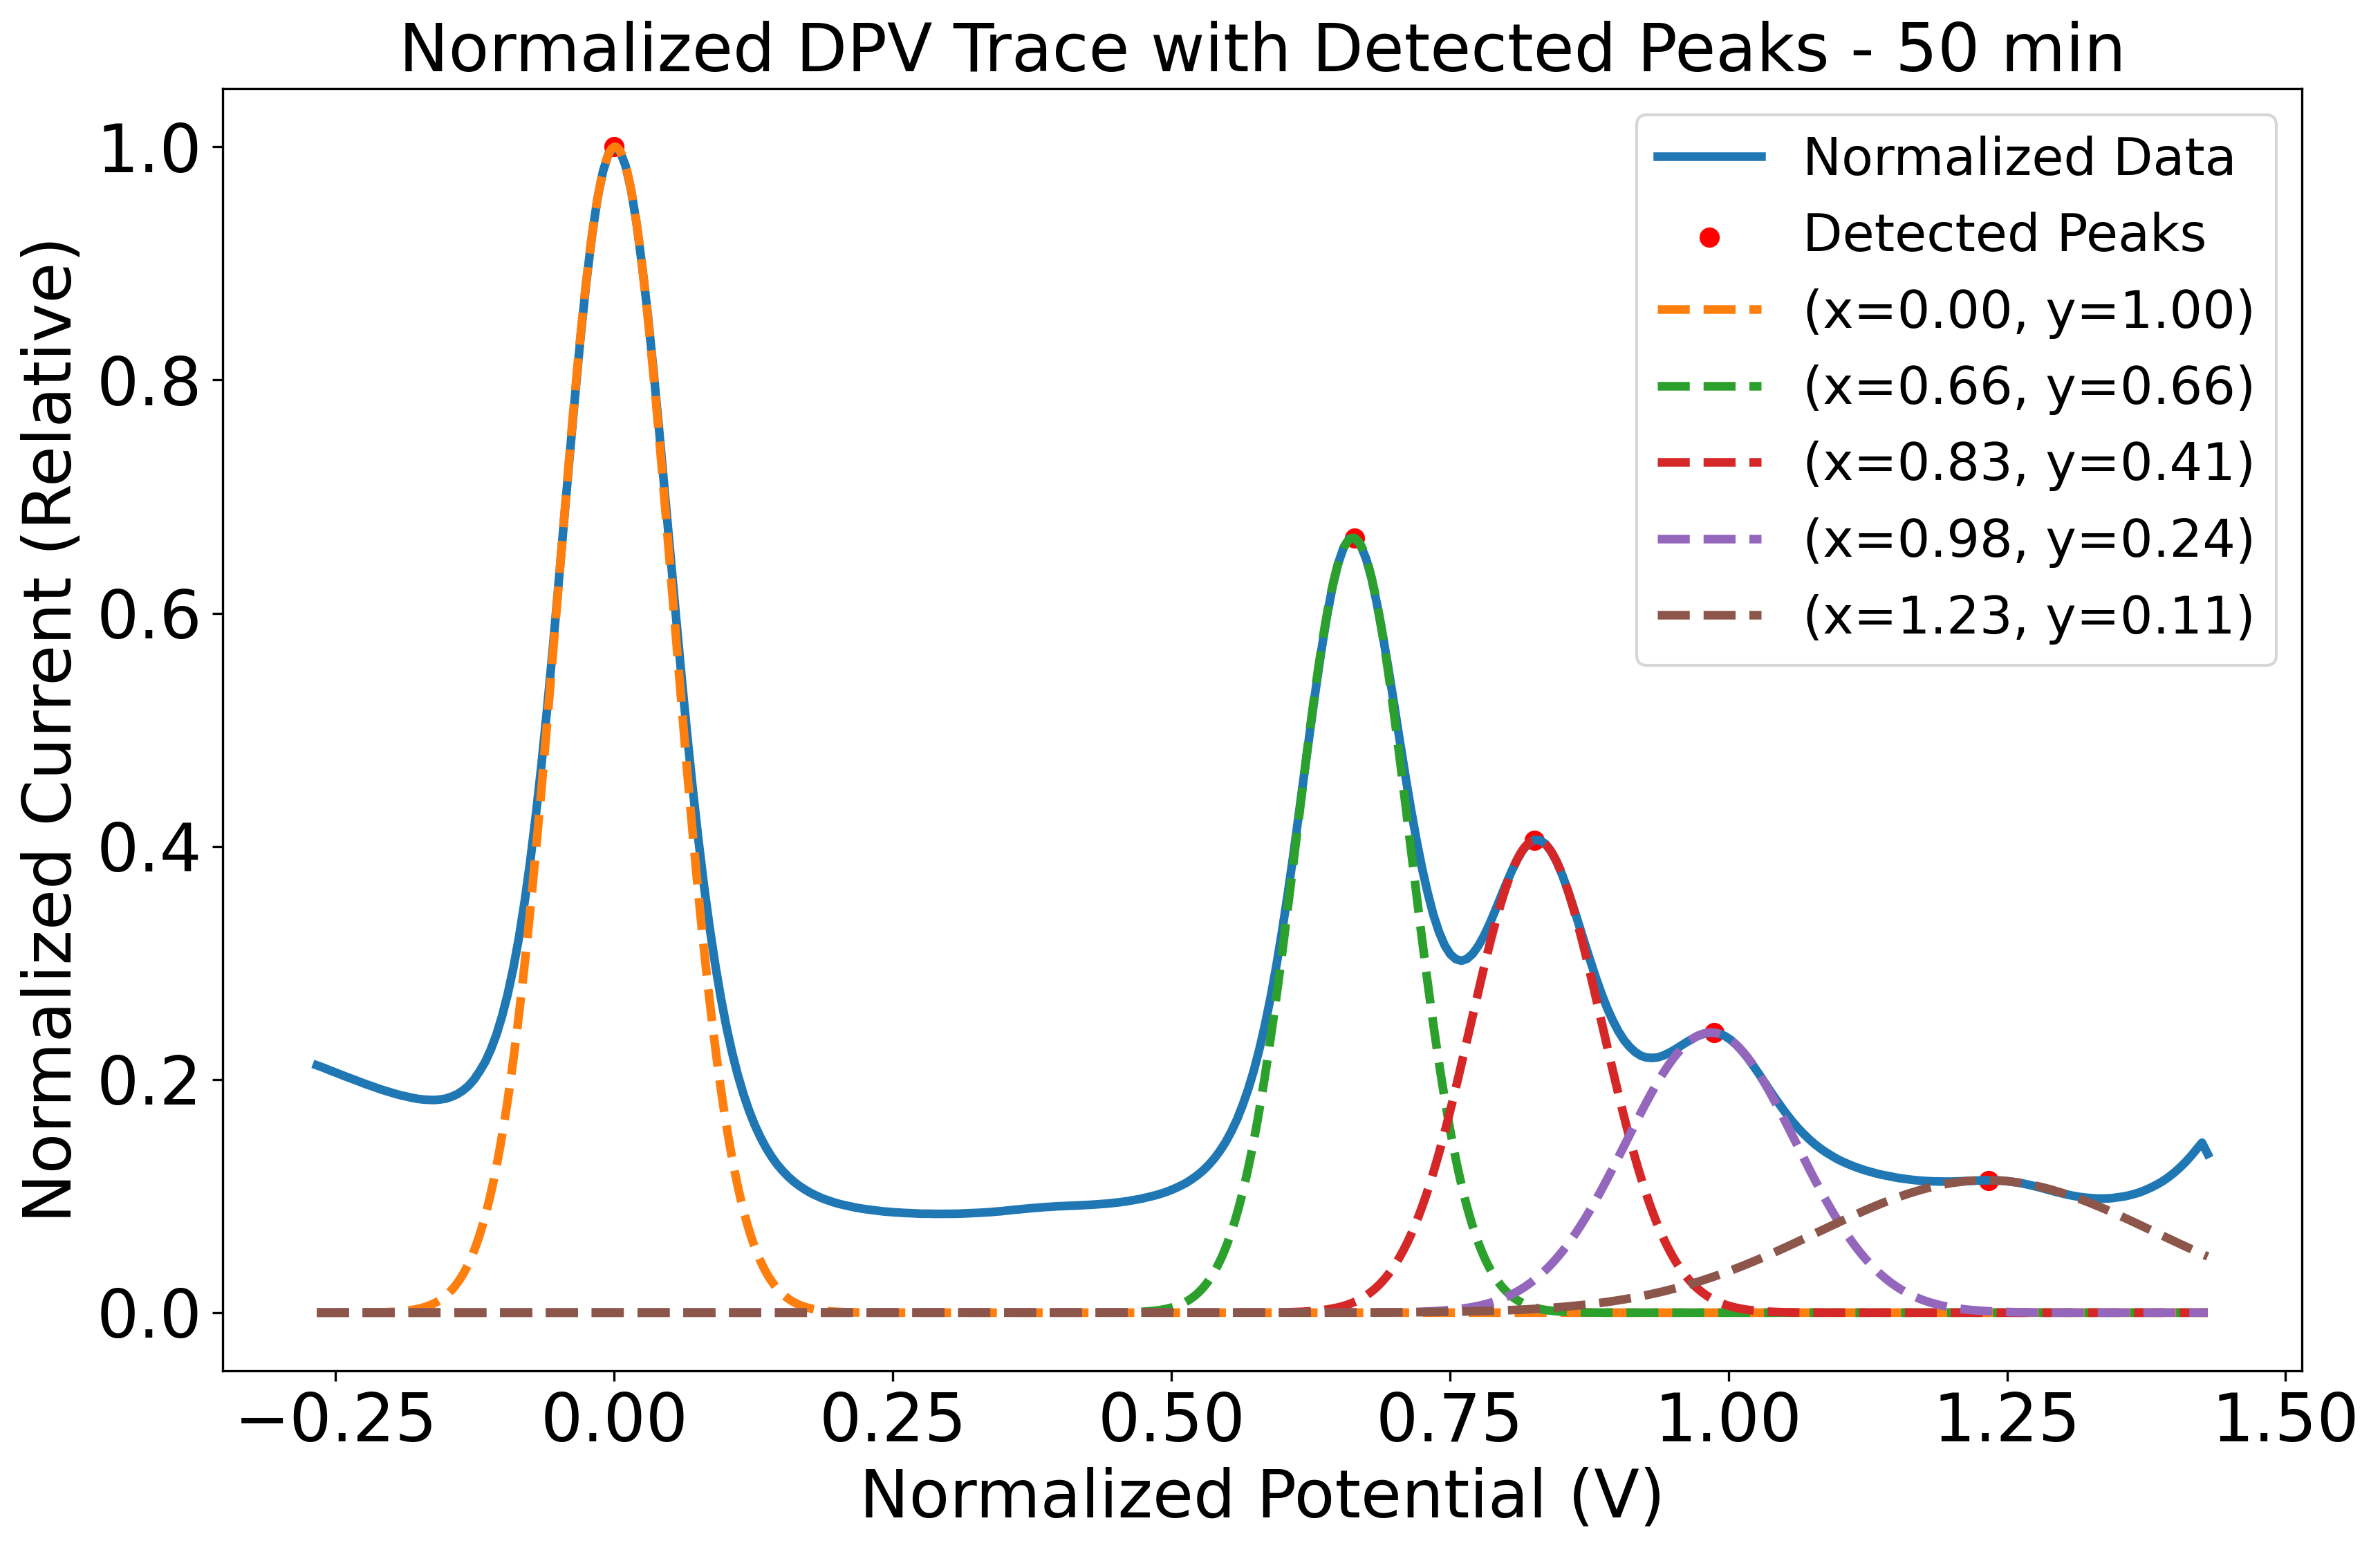 Normalized DPV Trace with Detected Peaks - 50 min
Normalized Current (Relative)
1.0
0.8
0.6
0.4
0.2
0.0
Normalized Data
Detected Peaks
(x=0.00, y=1.00)
(x=0.66, y=0.66)
(x=0.83, y=0.41)
(x=0.98, y=0.24)
(x=1.23, y=0.11)
−0.25 0.00 0.25 0.50 0.75 1.00 1.25 1.50
Normalized Potential (V)